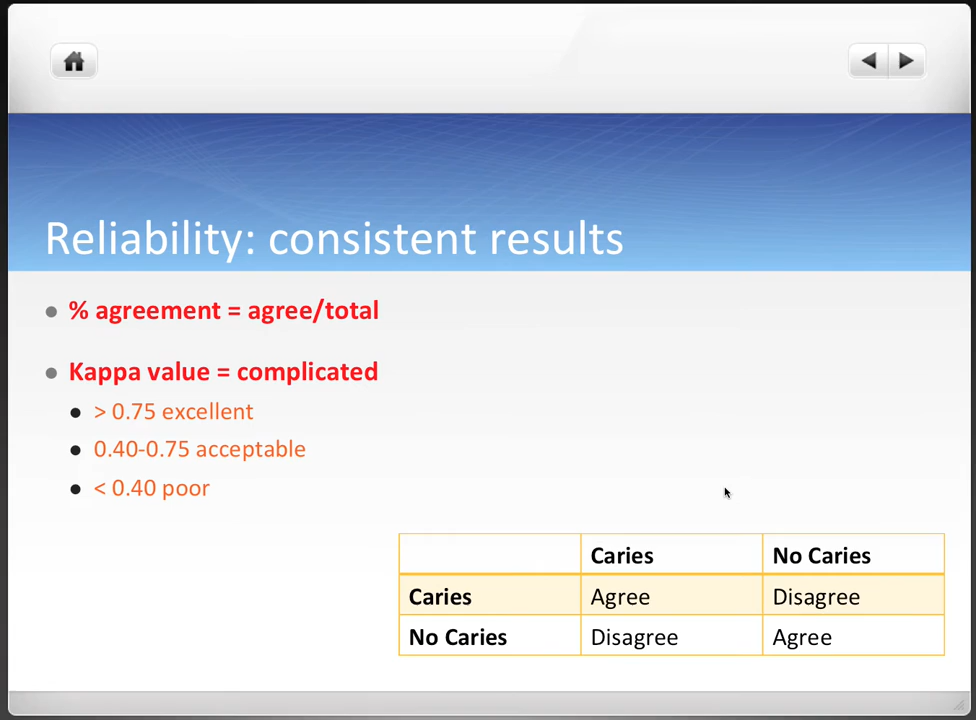 Reliability: consistent results
% agreement = agree/total
Kappa value = complicated
> 0.75 excellent
0.40-0.75 acceptable
< 0.40 poor
Caries No Caries
Caries Agree Disagree
No Caries Disagree Agree